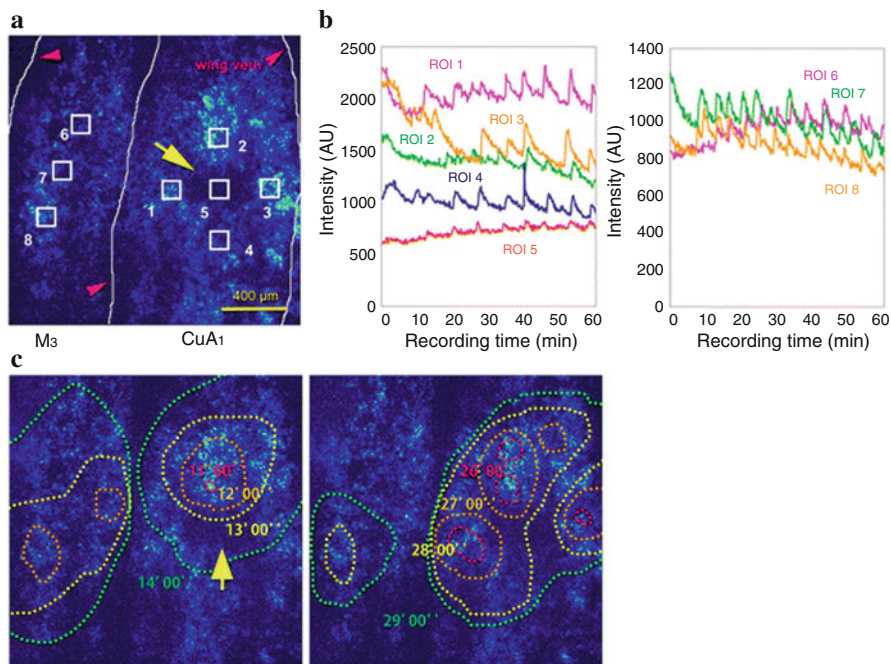 a
wing vein
6
2
7
1
5
3
8
4
400 µm
M3
CuA1
b
Intensity (AU)
2500
2000
1500
1000
500
0
ROI 1
ROI 3
ROI 2
ROI 4
ROI 5
0 10 20 30 40 50 60
Recording time (min)
Intensity (AU)
1400
1200
1000
800
600
400
200
0
ROI 6
ROI 7
ROI 8
0 10 20 30 40 50 60
Recording time (min)
c
11'00''
12'00''
13'00''
14'00'
26'00'
27'00''
28'00'
29'00''